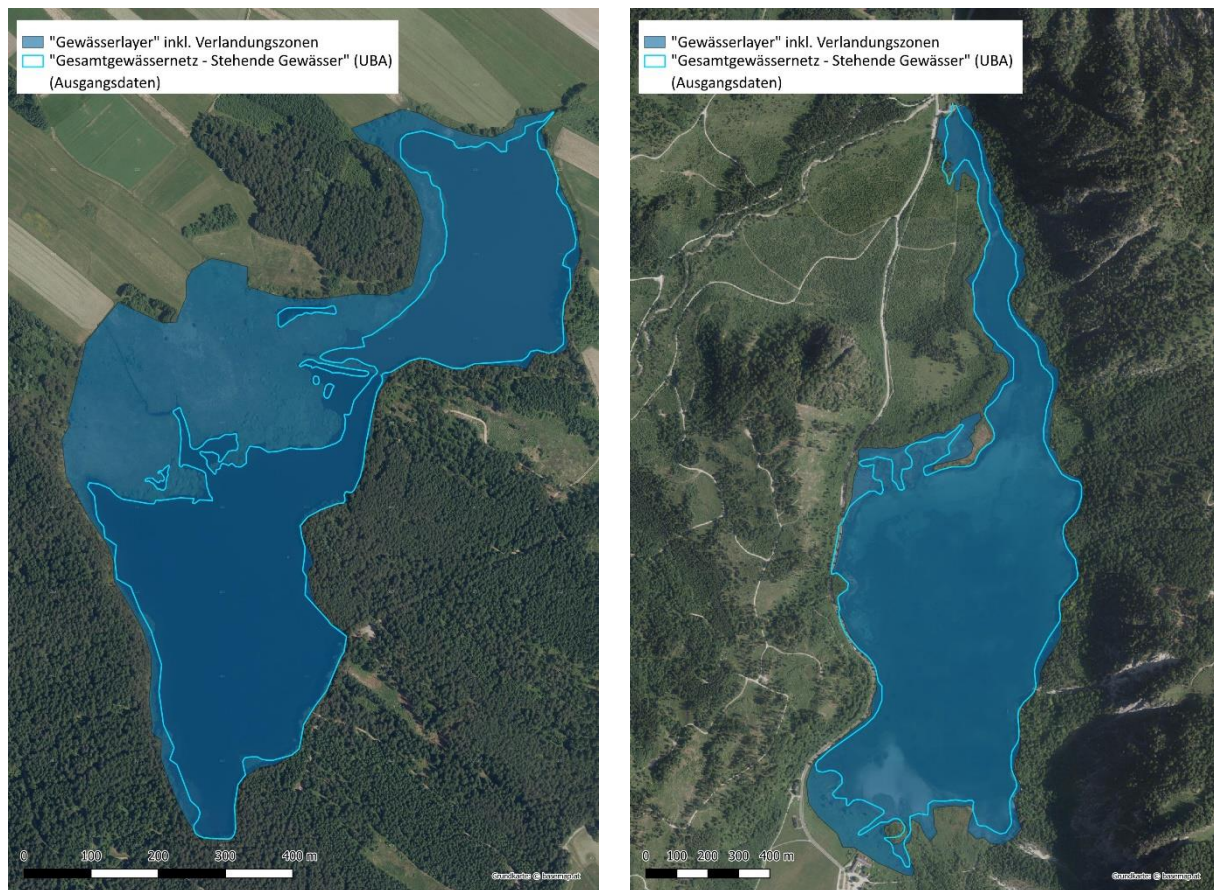 "Gewässerlayer" inkl. Verlandungszonen
"Gesamtgewässernetz - Stehende Gewässer" (UBA)
(Ausgangsdaten)
0 100 200 300 400 m
Grundkarte: © basemap.at
"Gewässerlayer" inkl. Verlandungszonen
"Gesamtgewässernetz - Stehende Gewässer" (UBA)
(Ausgangsdaten)
0 100 200 300 400 m
Grundkarte: © basemap.at